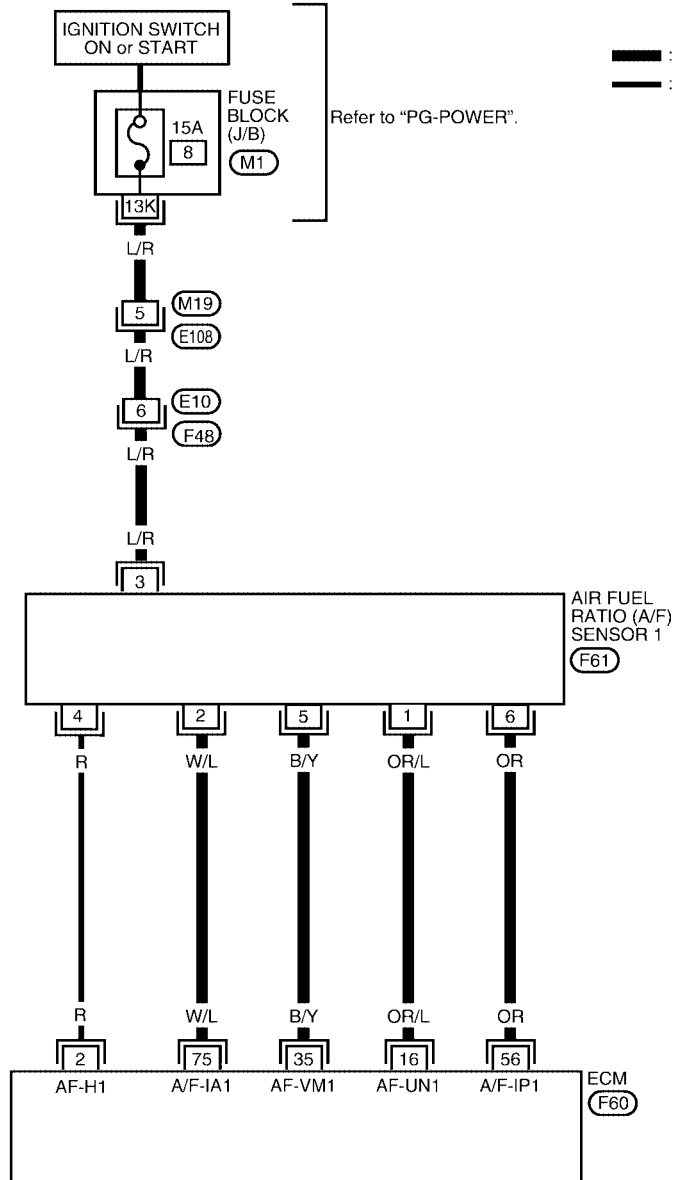 IGNITION SWITCH
ON or START
FUSE
BLOCK
(J/B)
15A
8
M1
Refer to “PG-POWER”.
:
:
13K
L/R
5
M19
E108
L/R
6
E10
F48
L/R
L/R
3
AIR FUEL
RATIO (A/F)
SENSOR 1
F61
4 2 5 1 6
R W/L B/Y OR/L OR
R W/L B/Y OR/L OR
2 75 35 16 56
AF-H1 A/F-IA1 AF-VM1 AF-UN1 A/F-IP1
ECM
F60